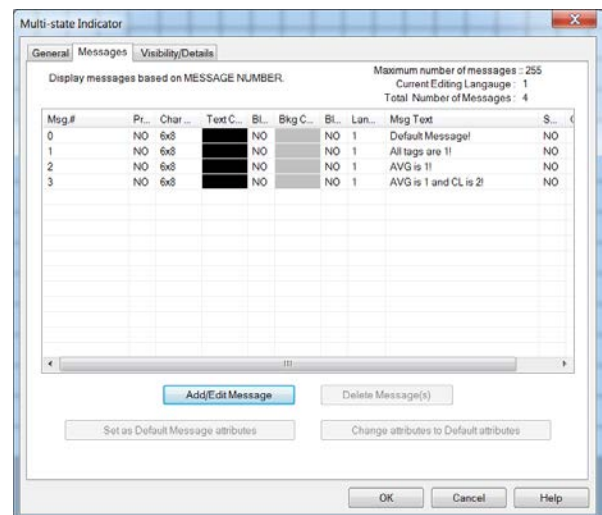 Multi-state Indicator
General Messages Visibility/Details
Display messages based on MESSAGE NUMBER.
Maximum number of messages : 255
Current Editing Langauge : 1
Total Number of Messages : 4
Msg.# Pr... Char ... Text C... Bl... Bkg C... Bl... Lan... Msg Text S...
0 NO 6x8 NO NO 1 Default Message! NO
1 NO 6x8 NO NO 1 All tags are 1! NO
2 NO 6x8 NO NO 1 AVG is 1! NO
3 NO 6x8 NO NO 1 AVG is 1 and CL is 2! NO
Add/Edit Message Delete Message(s)
Set as Default Message attributes Change attributes to Default attributes
OK Cancel Help